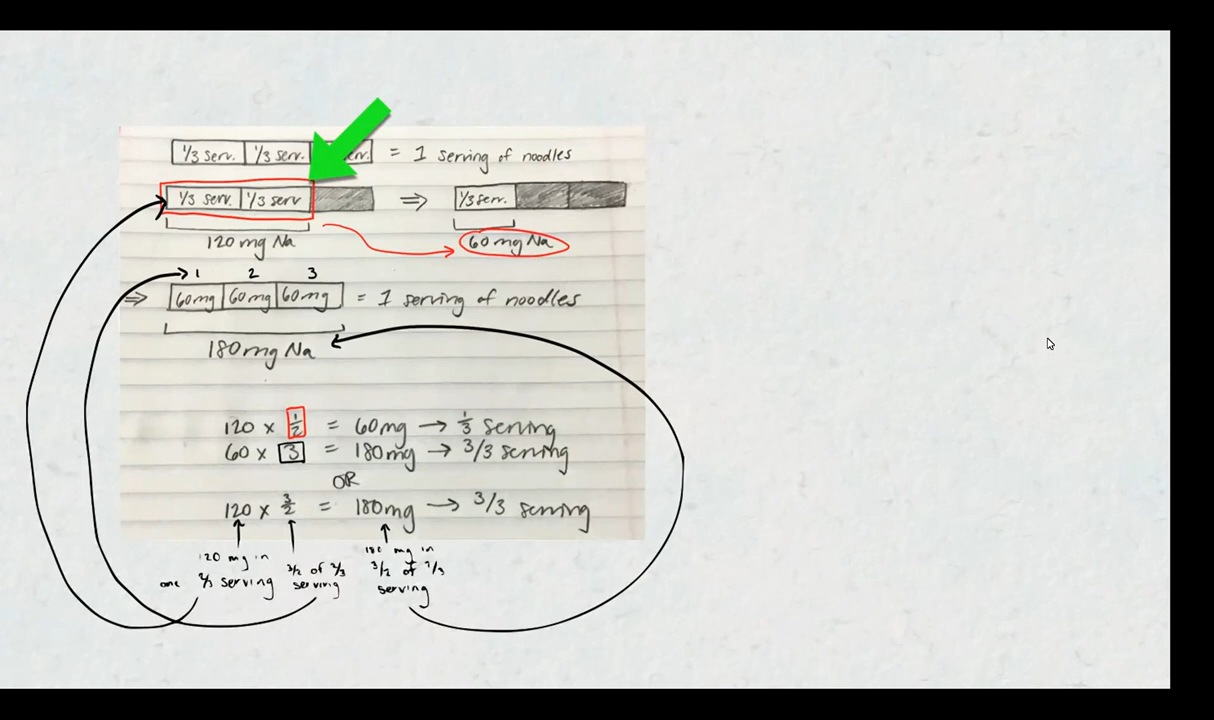 1/3 serv. 1/3 serv. erv. = 1 serving of noodles
1/3 serv. 1/3 serv ⇒ 1/3 serv.
120 mg Na 60 mg Na
1 2 3
⇒ 60mg 60mg 60mg = 1 serving of noodles
180 mg Na
120 × 1/2 = 60mg → 1/3 serving
60 × 3 = 180mg → 3/3 serving
OR
120 × 3/2 = 180mg → 3/3 serving
120 mg in
one 2/3 serving
3/2 of 2/3
serving
180 mg in
3/2 of 2/3
serving